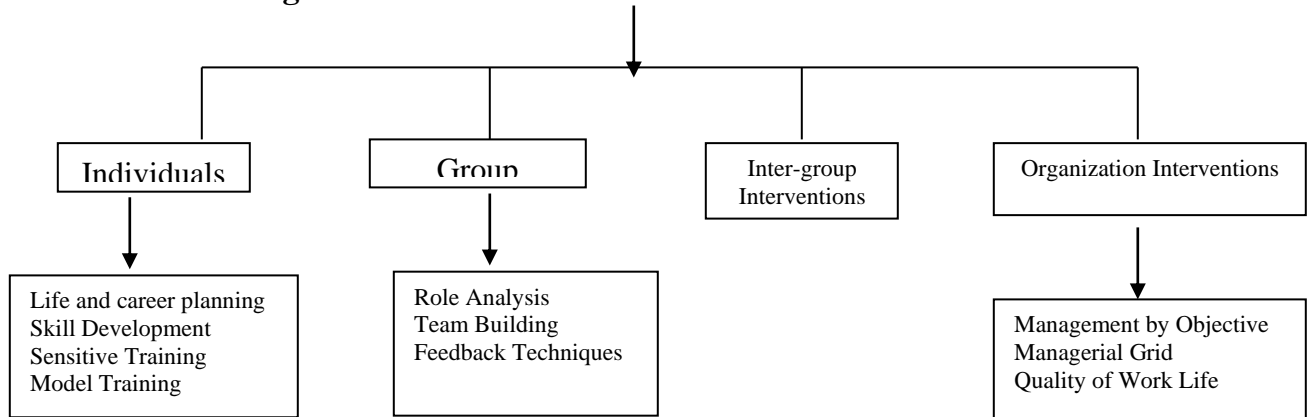 Individuals
Group
Inter-group
Interventions
Organization Interventions
Life and career planning
Skill Development
Sensitive Training
Model Training
Role Analysis
Team Building
Feedback Techniques
Management by Objective
Managerial Grid
Quality of Work Life